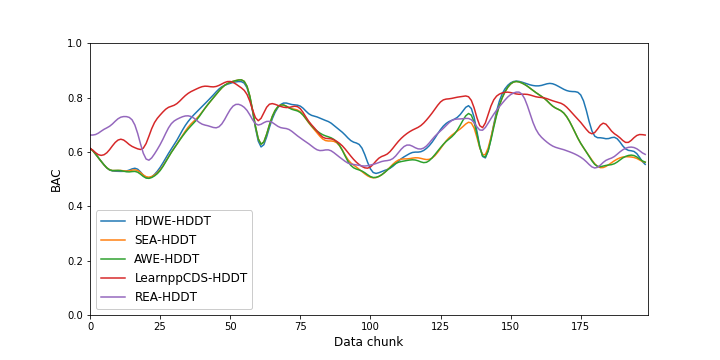 1.0
0.8
0.6
0.4
0.2
0.0
BAC
HDWE-HDDT
SEA-HDDT
AWE-HDDT
LearnppCDS-HDDT
REA-HDDT
0 25 50 75 100 125 150 175
Data chunk